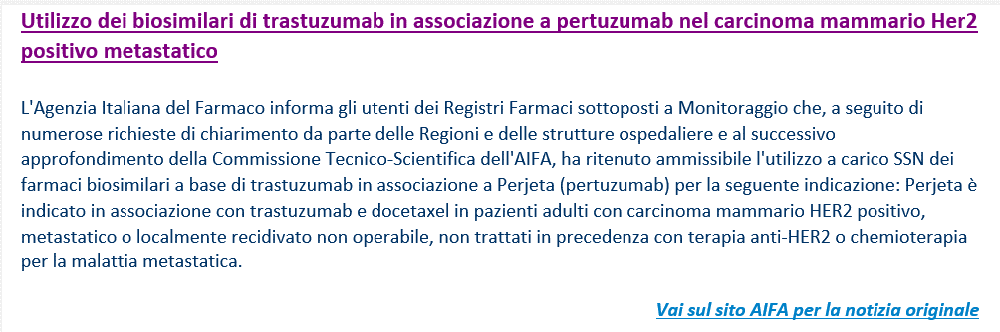 Utilizzo dei biosimilari di trastuzumab in associazione a pertuzumab nel carcinoma mammario Her2
positivo metastatico
L'Agenzia Italiana del Farmaco informa gli utenti dei Registri Farmaci sottoposti a Monitoraggio che, a seguito di
numerose richieste di chiarimento da parte delle Regioni e delle strutture ospedaliere e al successivo
approfondimento della Commissione Tecnico-Scientifica dell'AIFA, ha ritenuto ammissibile l'utilizzo a carico SSN dei
farmaci biosimilari a base di trastuzumab in associazione a Perjeta (pertuzumab) per la seguente indicazione: Perjeta è
indicato in associazione con trastuzumab e docetaxel in pazienti adulti con carcinoma mammario HER2 positivo,
metastatico o localmente recidivato non operabile, non trattati in precedenza con terapia anti-HER2 o chemioterapia
per la malattia metastatica.
Vai sul sito AIFA per la notizia originale